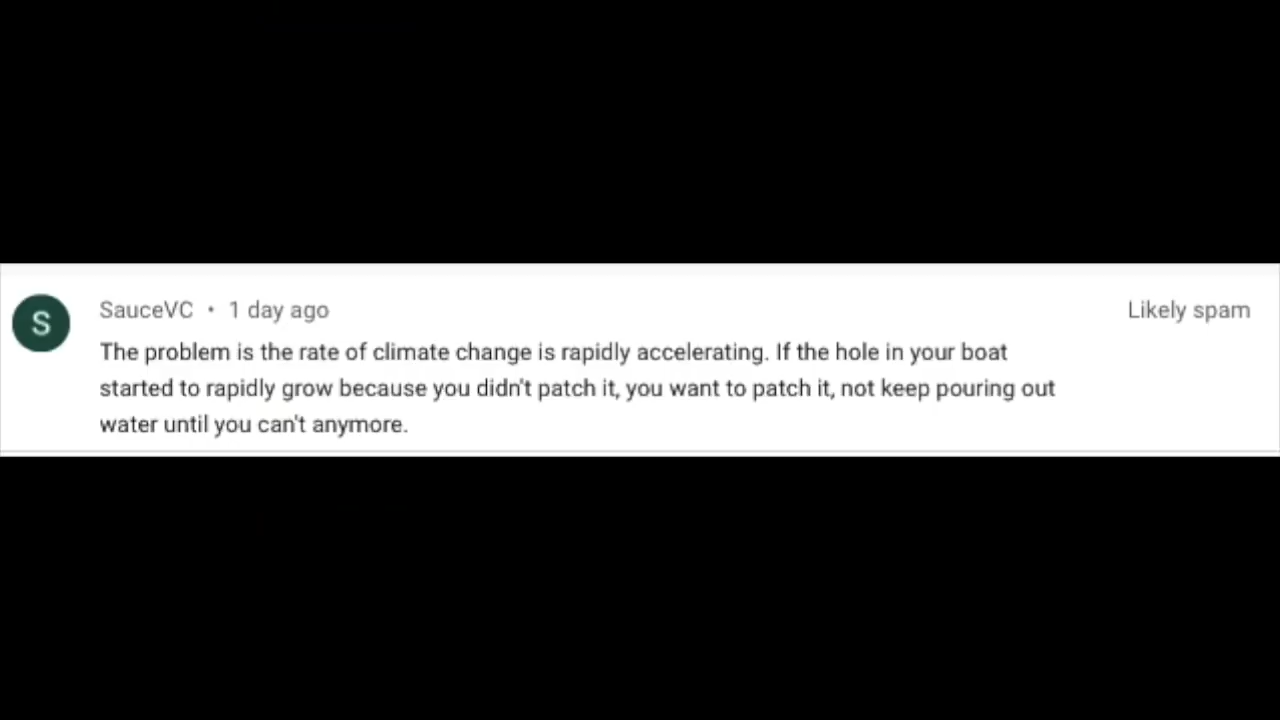 S
SauceVC • 1 day ago
Likely spam
The problem is the rate of climate change is rapidly accelerating. If the hole in your boat
started to rapidly grow because you didn't patch it, you want to patch it, not keep pouring out
water until you can't anymore.